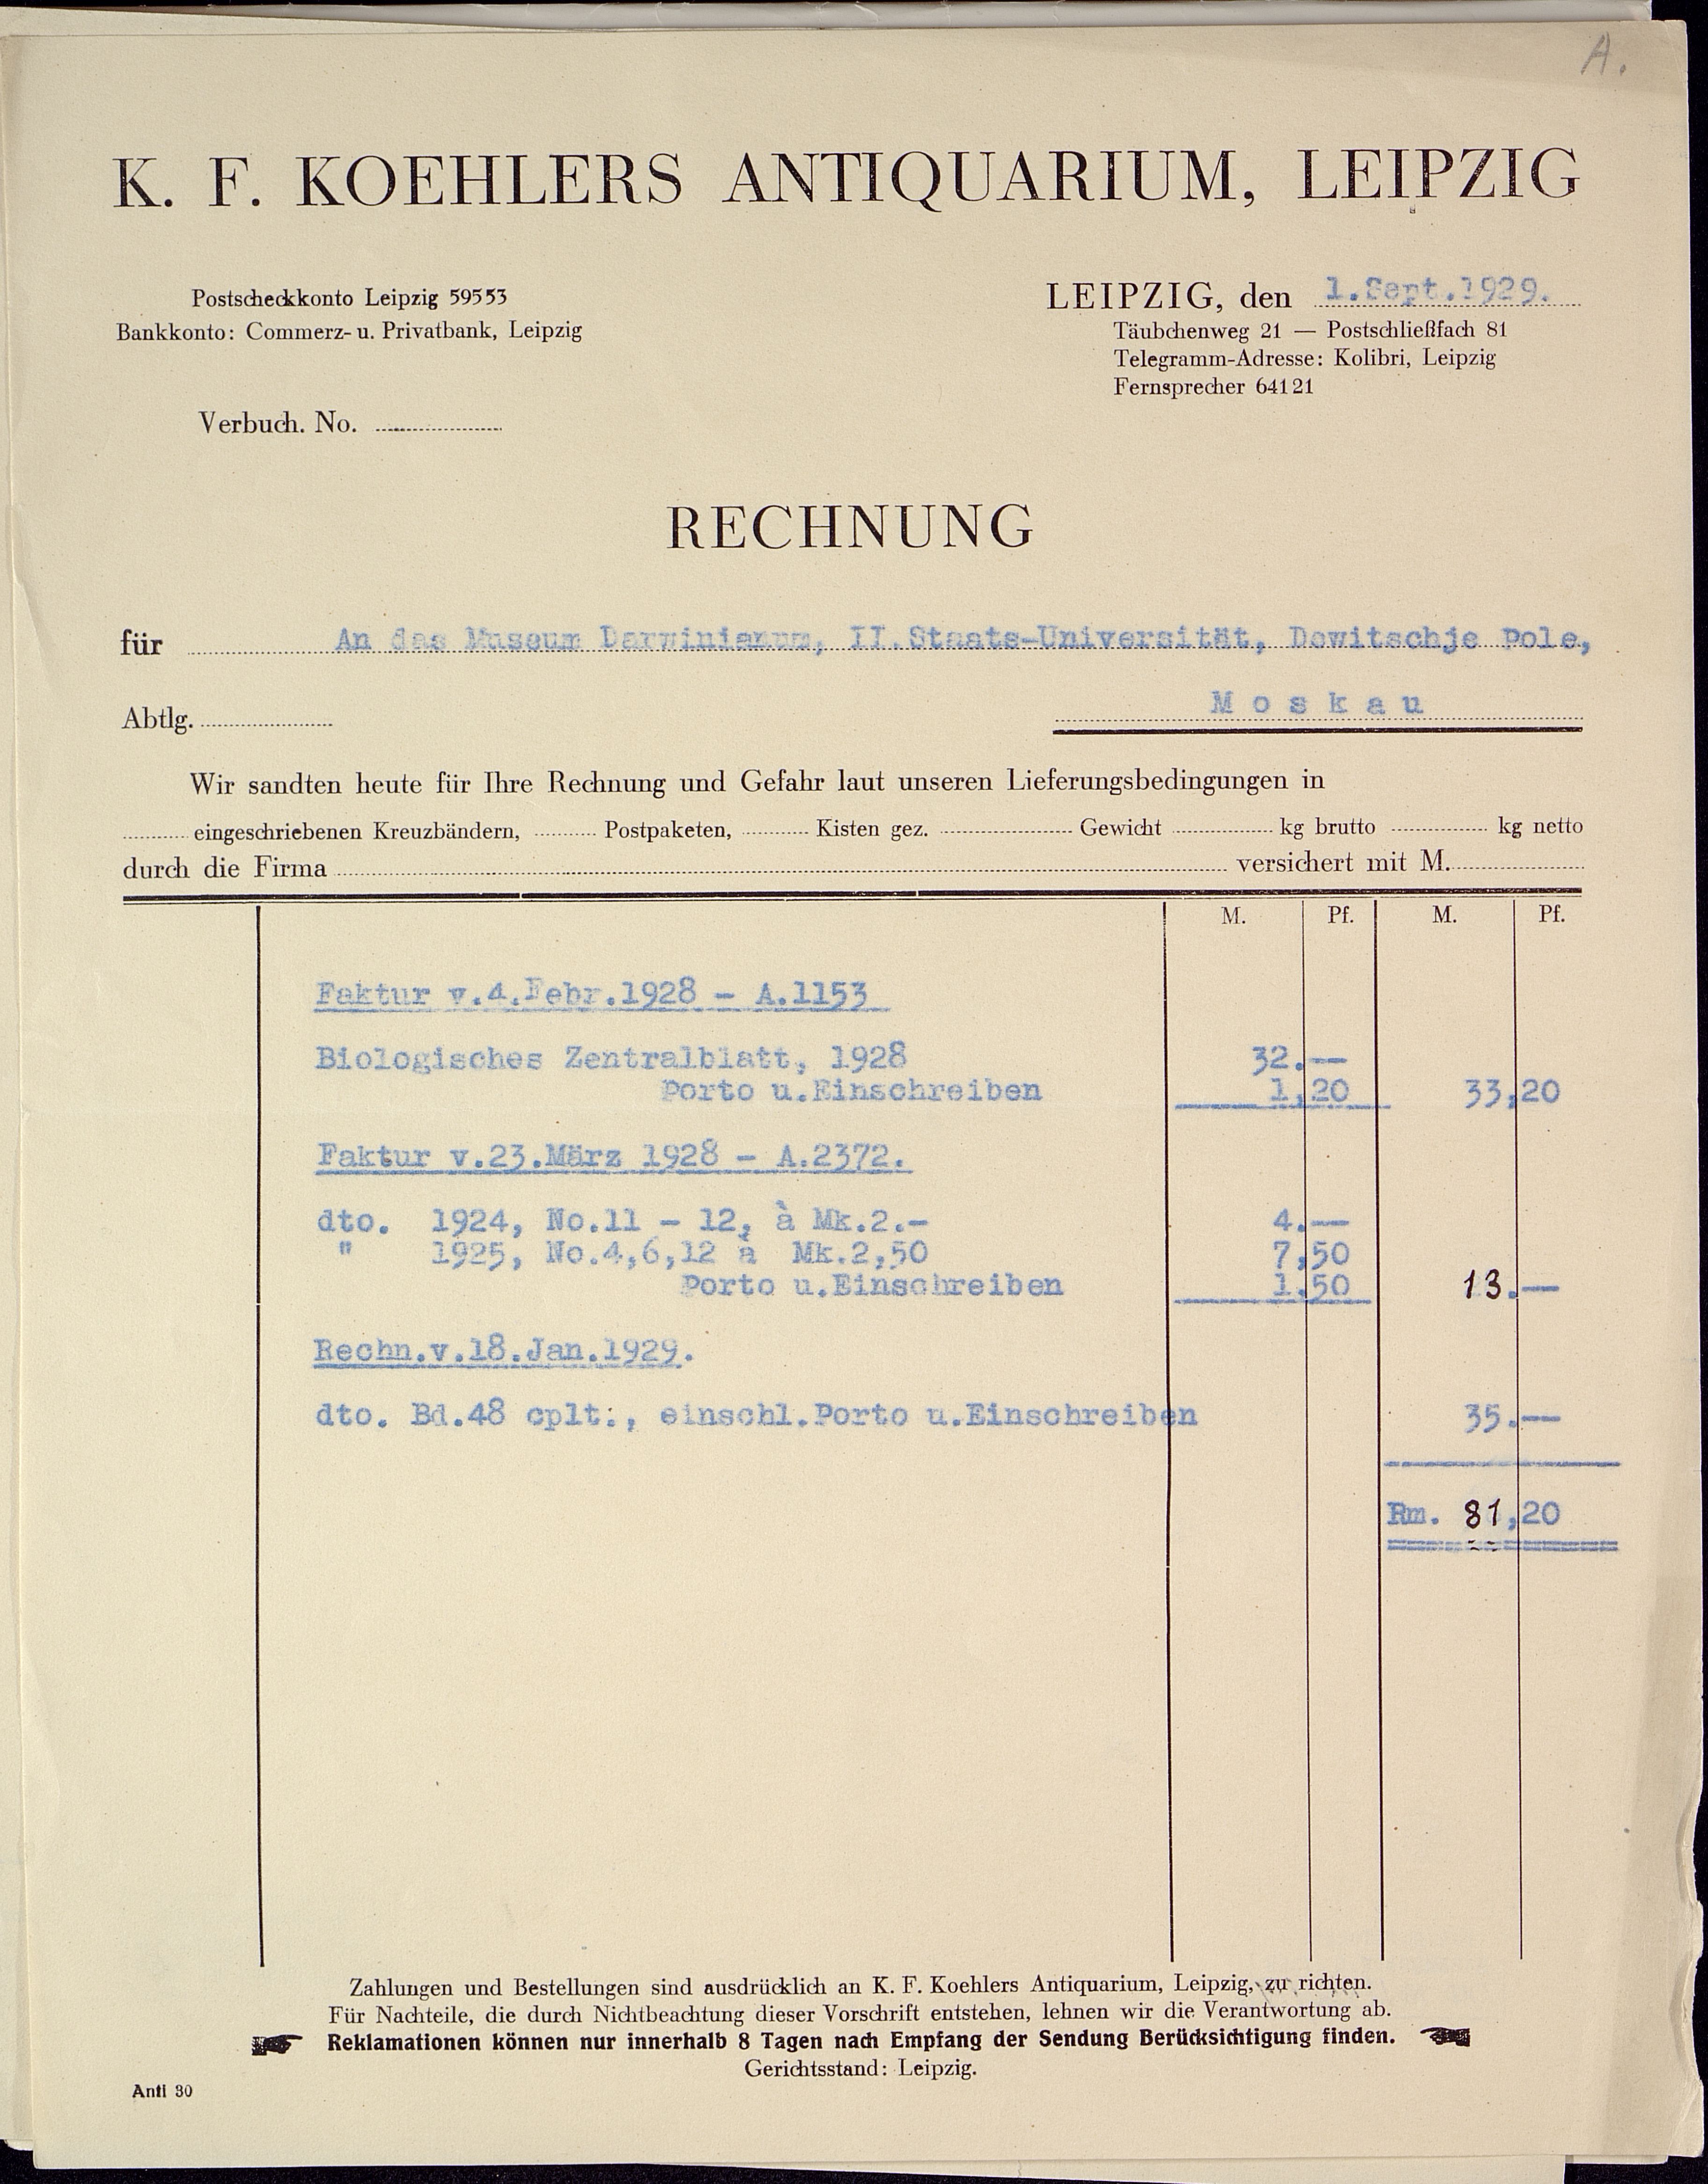 A.
K. F. KOEHLERS ANTIQUARIUM, LEIPZIG
Postscheckkonto Leipzig 59553
Bankkonto: Commerz- u. Privatbank, Leipzig
LEIPZIG, den 1.Sept.1929.
Täubchenweg 21 — Postschließfach 81
Telegramm-Adresse: Kolibri, Leipzig
Fernsprecher 64121
Verbuch. No.
RECHNUNG
für An das Museum Darwinianum, II.Staats-Universität, Dewitschje Pole,
Abtlg. Moskau
Wir sandten heute für Ihre Rechnung und Gefahr laut unseren Lieferungsbedingungen in
eingeschriebenen Kreuzbändern, Postpaketen, Kisten gez. Gewicht kg brutto kg netto
durch die Firma versichert mit M.
M. Pf. M. Pf.
Faktur v.4.Febr.1928 - A.1153
Biologisches Zentralblatt, 1928 32.--
Porto u.Einschreiben 1,20 33,20
Faktur v.23.März 1928 - A.2372.
dto. 1924, No.11 - 12, à Mk.2.- 4.--
" 1925, No.4,6,12 à Mk.2,50 7,50
Porto u.Einschreiben 1.50 13.--
Rechn.v.18.Jan.1929.
dto. Bd.48 cplt., einschl.Porto u.Einschreiben 35.--
Rm. 81,20
Zahlungen und Bestellungen sind ausdrücklich an K. F. Koehlers Antiquarium, Leipzig, zu richten.
Für Nachteile, die durch Nichtbeachtung dieser Vorschrift entstehen, lehnen wir die Verantwortung ab.
Reklamationen können nur innerhalb 8 Tagen nach Empfang der Sendung Berücksichtigung finden.
Gerichtsstand: Leipzig.
Anti 30